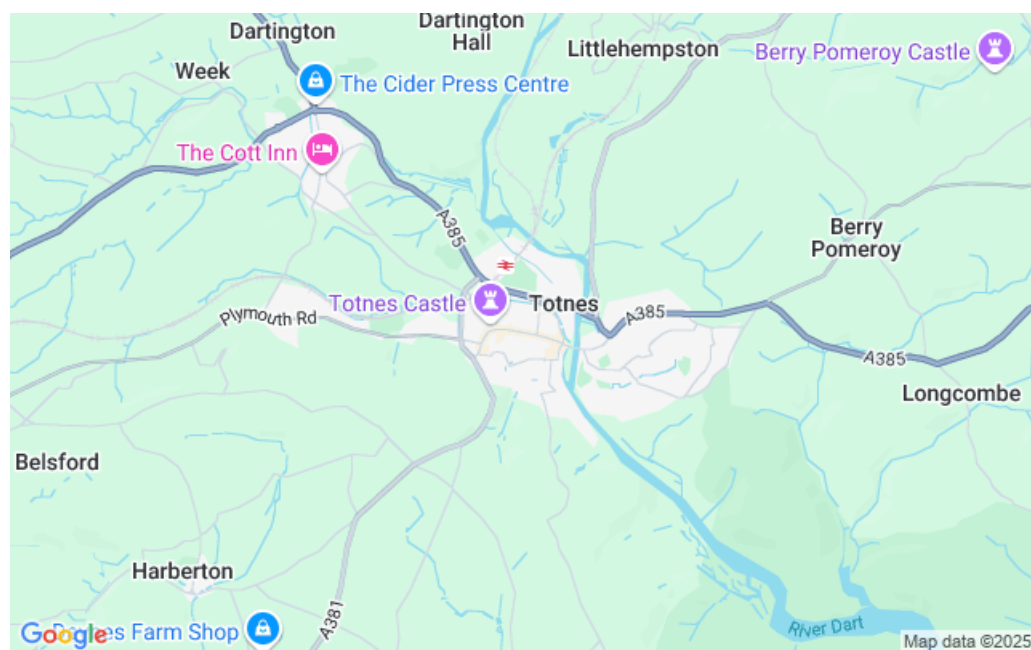 Dartington
Dartington
Hall
Littlehempston
Berry Pomeroy Castle
Week
The Cider Press Centre
The Cott Inn
A385
Berry
Pomeroy
Totnes Castle
Totnes
Plymouth Rd
A385
A385
Longcombe
Belsford
Harberton
A381
Farm Shop
River Dart
Google
Map data ©2025